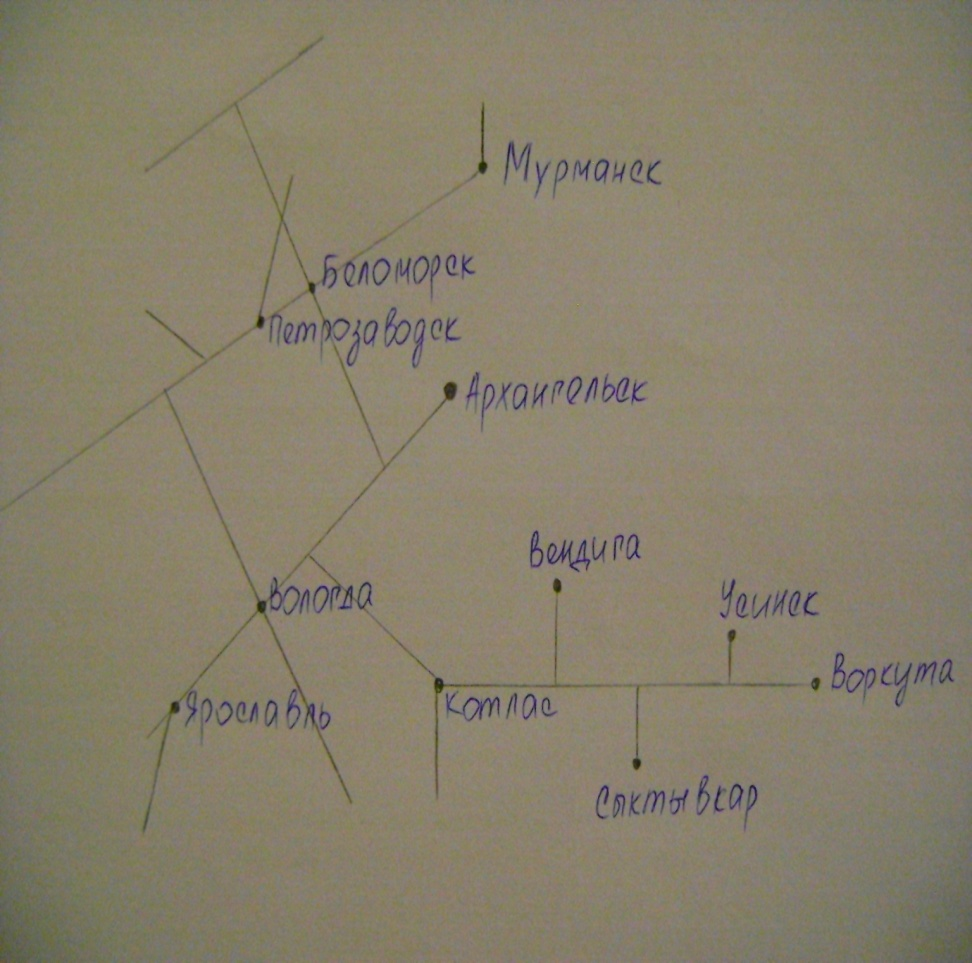 Мурманск
Беломорск
Петрозаводск
Архангельск
Вендига
Вологда
Усинск
Воркута
Котлас
Ярославль
Сыктывкар